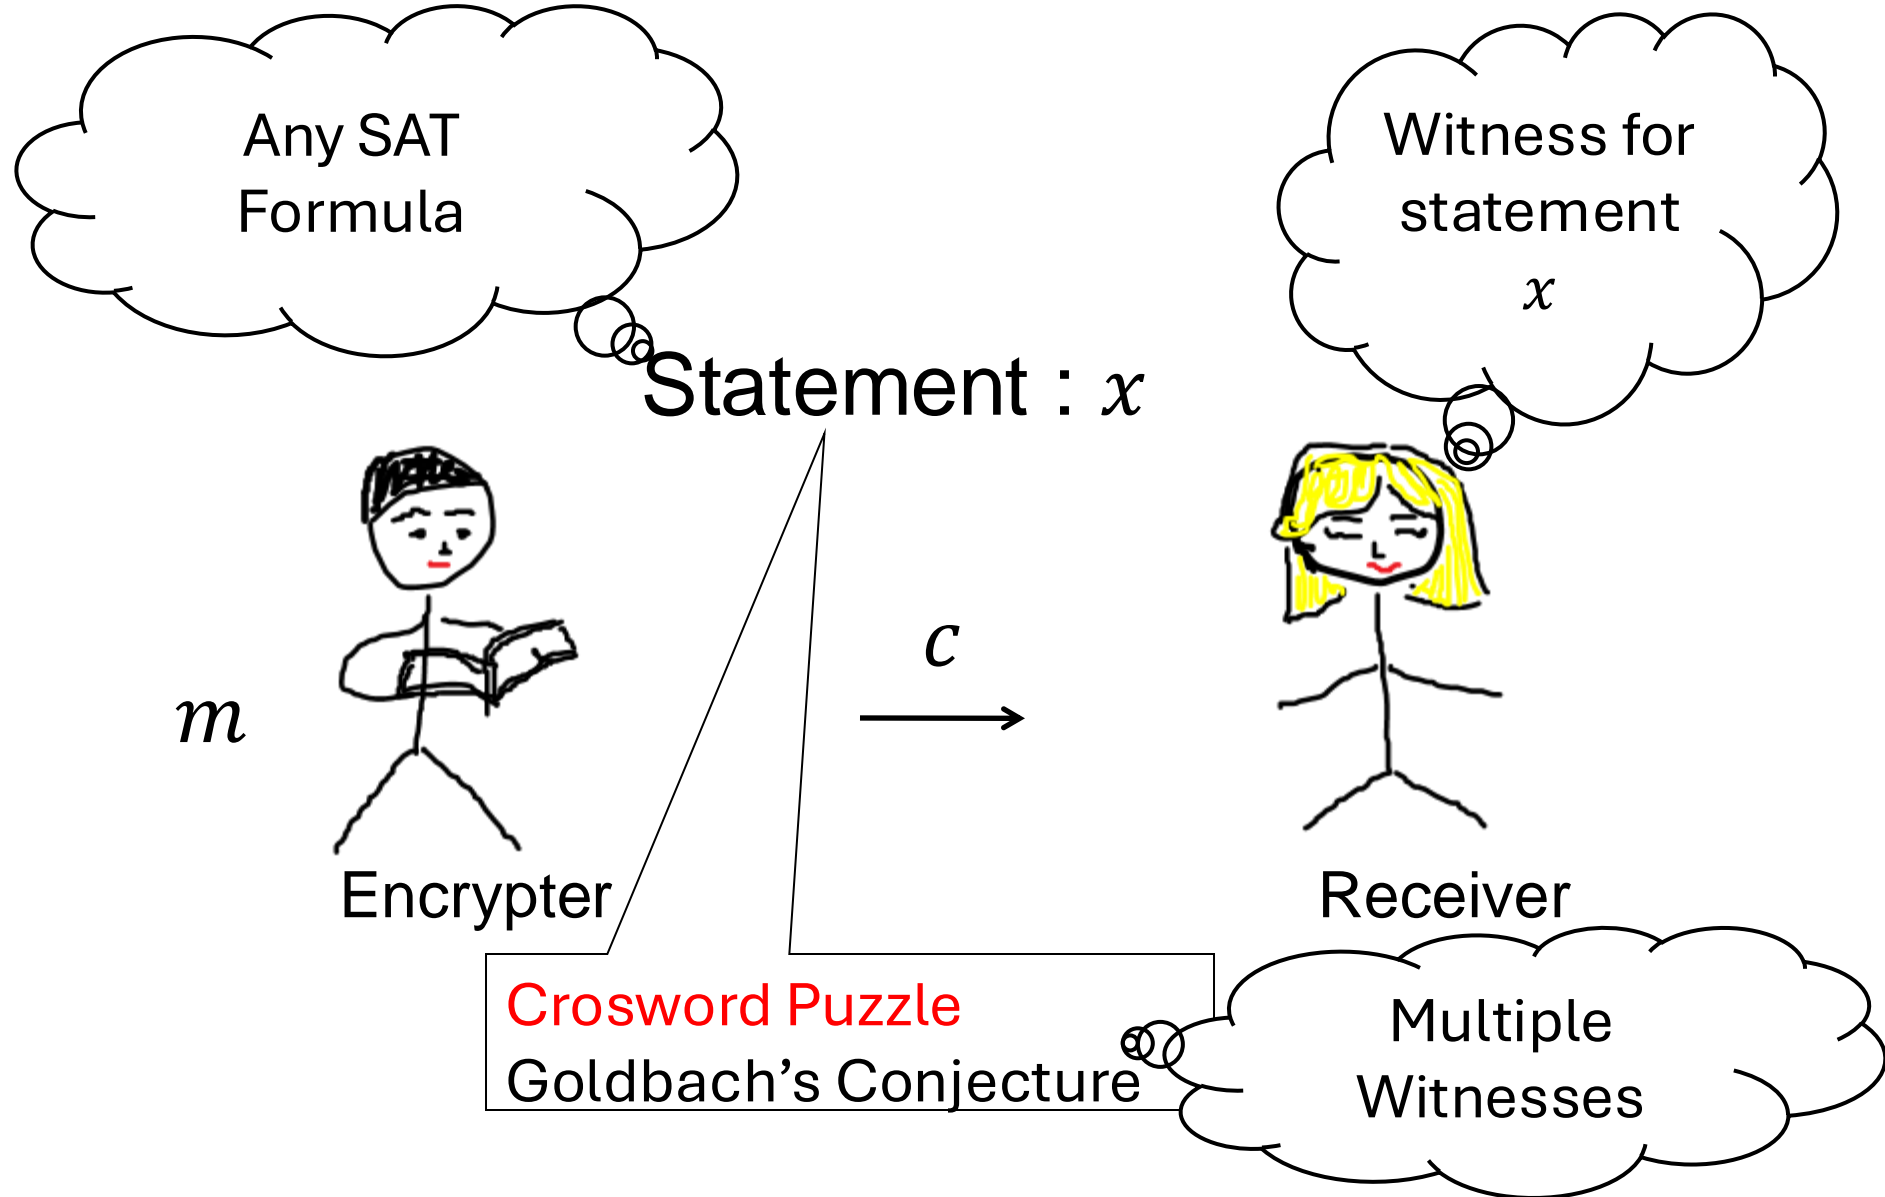 Any SAT
Formula
Witness for
statement
x
Statement : x
c
m
Encrypter
Receiver
Crosword Puzzle
Goldbach’s Conjecture
Multiple
Witnesses